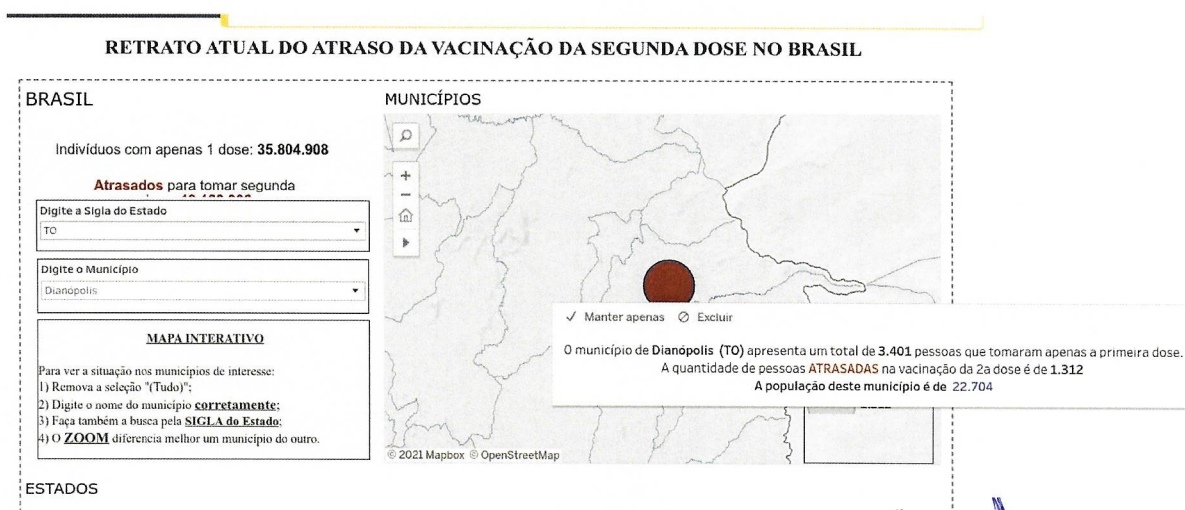 RETRATO ATUAL DO ATRASO DA VACINAÇÃO DA SEGUNDA DOSE NO BRASIL
BRASIL
Indivíduos com apenas 1 dose: 35.804.908
Atrasados para tomar segunda
Digite a Sigla do Estado
TO
Digite o Município
Dianópolis
MAPA INTERATIVO
Para ver a situação nos municípios de interesse:
1) Remova a seleção "(Tudo)";
2) Digite o nome do município corretamente;
3) Faça também a busca pela SIGLA do Estado;
4) O ZOOM diferencia melhor um município do outro.
MUNICÍPIOS
Manter apenas Excluir
O município de Dianópolis (TO) apresenta um total de 3.401 pessoas que tomaram apenas a primeira dose.
A quantidade de pessoas ATRASADAS na vacinação da 2a dose é de 1.312
A população deste município é de 22.704
© 2021 Mapbox © OpenStreetMap
ESTADOS